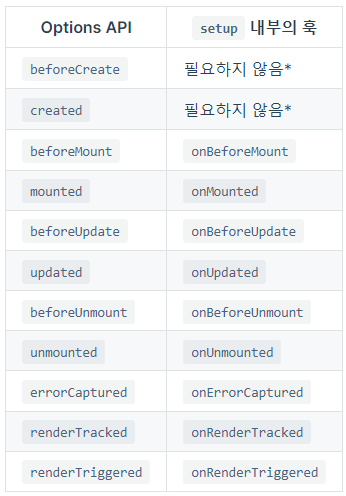 Options API setup 내부의 훅
beforeCreate 필요하지 않음*
created 필요하지 않음*
beforeMount onBeforeMount
mounted onMounted
beforeUpdate onBeforeUpdate
updated onUpdated
beforeUnmount onBeforeUnmount
unmounted onUnmounted
errorCaptured onErrorCaptured
renderTracked onRenderTracked
renderTriggered onRenderTriggered